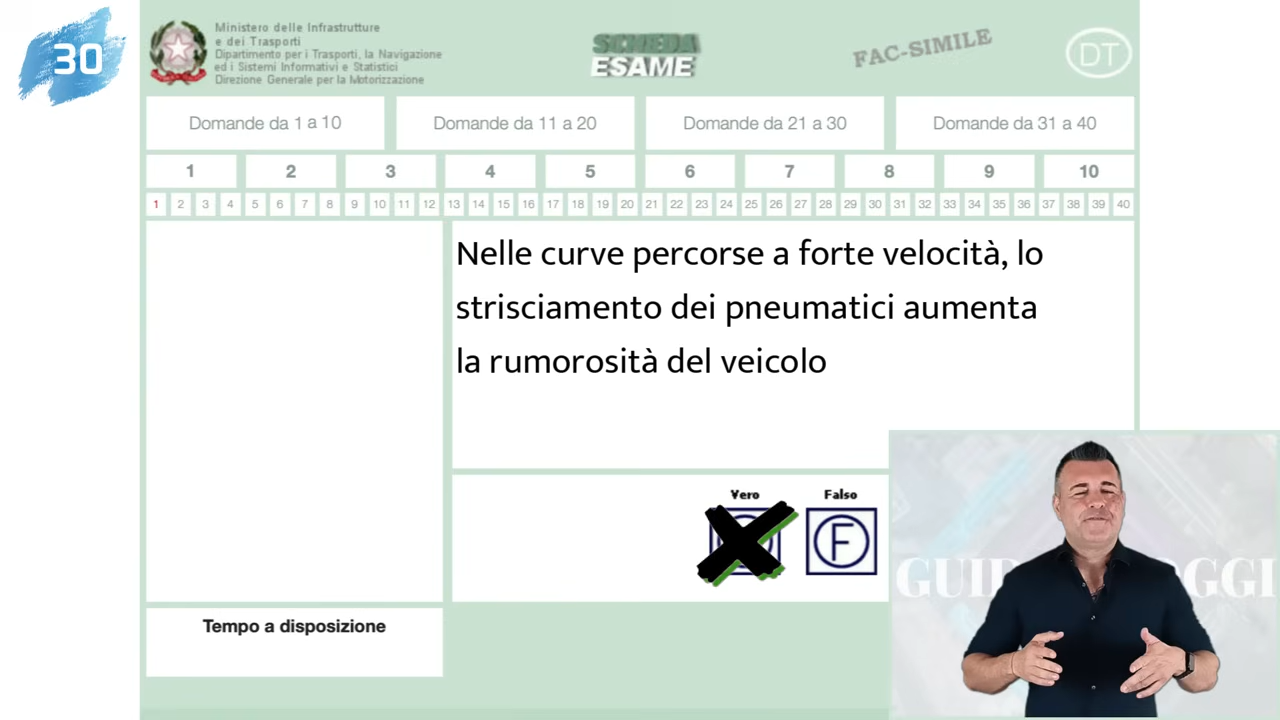 30
Ministero delle Infrastrutture
e dei Trasporti
Dipartimento per i Trasporti, la Navigazione
ed i Sistemi Informativi e Statistici
Direzione Generale per la Motorizzazione
SCHEDA
ESAME
FAC-SIMILE
DT
Domande da 1 a 10
Domande da 11 a 20
Domande da 21 a 30
Domande da 31 a 40
1 2 3 4 5 6 7 8 9 10
1 2 3 4 5 6 7 8 9 10 11 12 13 14 15 16 17 18 19 20 21 22 23 24 25 26 27 28 29 30 31 32 33 34 35 36 37 38 39 40
Nelle curve percorse a forte velocità, lo
strisciamento dei pneumatici aumenta
la rumorosità del veicolo
Vero
Falso
F
Tempo a disposizione